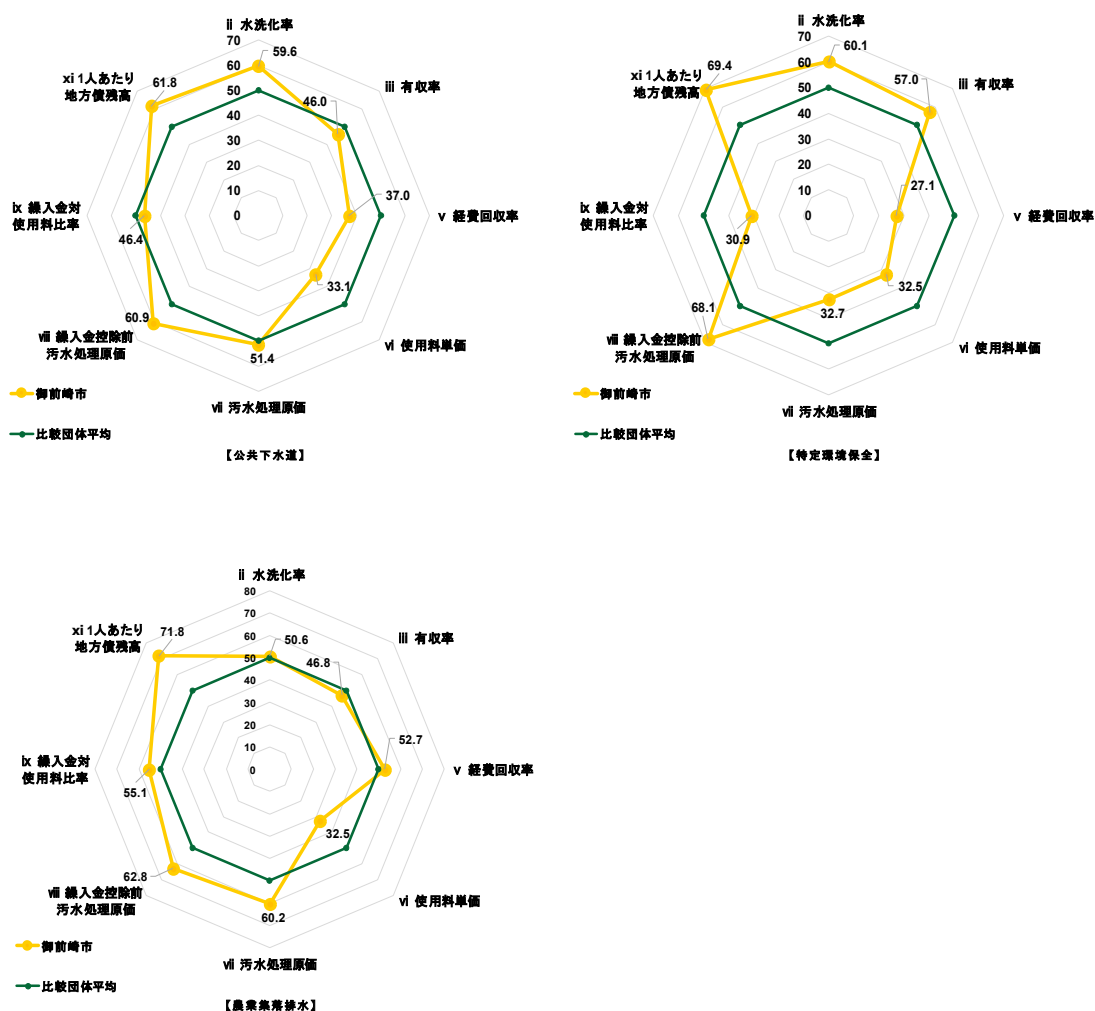 ii 水洗化率
70
60
50
40
30
20
10
0
59.6
xi 1人あたり
地方債残高
61.8
46.0
iii 有収率
37.0
ix 繰入金対
使用料比率
46.4
v 経費回収率
33.1
60.9
viii 繰入金控除前
汚水処理原価
51.4
vi 使用料単価
vii 汚水処理原価
御前崎市
比較団体平均
【公共下水道】
ii 水洗化率
70
60
50
40
30
20
10
0
60.1
xi 1人あたり
地方債残高
69.4
57.0
iii 有収率
27.1
ix 繰入金対
使用料比率
30.9
v 経費回収率
32.5
68.1
viii 繰入金控除前
汚水処理原価
32.7
vi 使用料単価
vii 汚水処理原価
御前崎市
比較団体平均
【特定環境保全】
ii 水洗化率
80
70
60
50
40
30
20
10
0
50.6
xi 1人あたり
地方債残高
71.8
46.8
iii 有収率
52.7
ix 繰入金対
使用料比率
55.1
v 経費回収率
32.5
62.8
viii 繰入金控除前
汚水処理原価
60.2
vi 使用料単価
vii 汚水処理原価
御前崎市
比較団体平均
【農業集落排水】